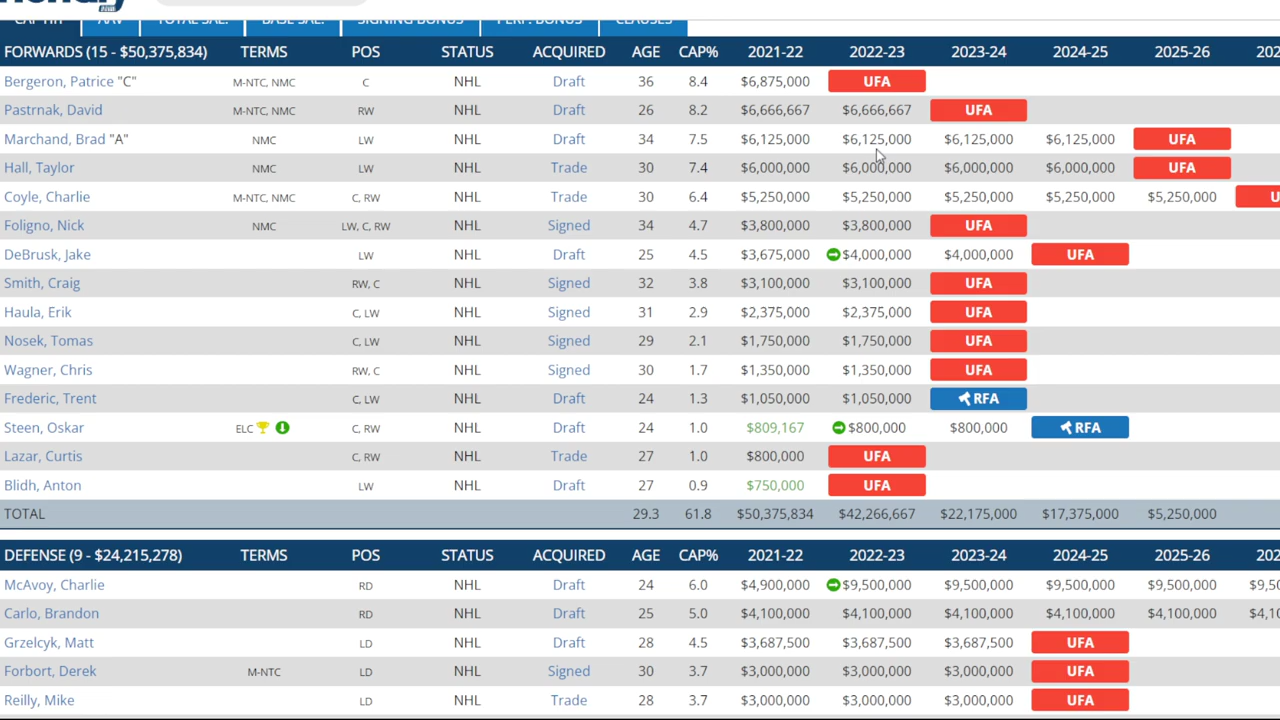 CAP HIT AAV TOTAL SAL. BASE SAL. SIGNING BONUS PERF. BONUS CLAUSES
FORWARDS (15 - $50,375,834) TERMS POS STATUS ACQUIRED AGE CAP% 2021-22 2022-23 2023-24 2024-25 2025-26
Bergeron, Patrice "C" M-NTC, NMC C NHL Draft 36 8.4 $6,875,000 UFA
Pastrnak, David M-NTC, NMC RW NHL Draft 26 8.2 $6,666,667 $6,666,667 UFA
Marchand, Brad "A" NMC LW NHL Draft 34 7.5 $6,125,000 $6,125,000 $6,125,000 $6,125,000 UFA
Hall, Taylor NMC LW NHL Trade 30 7.4 $6,000,000 $6,000,000 $6,000,000 $6,000,000 UFA
Coyle, Charlie M-NTC, NMC C, RW NHL Trade 30 6.4 $5,250,000 $5,250,000 $5,250,000 $5,250,000 $5,250,000 U
Foligno, Nick NMC LW, C, RW NHL Signed 34 4.7 $3,800,000 $3,800,000 UFA
DeBrusk, Jake LW NHL Draft 25 4.5 $3,675,000 $4,000,000 $4,000,000 UFA
Smith, Craig RW, C NHL Signed 32 3.8 $3,100,000 $3,100,000 UFA
Haula, Erik C, LW NHL Signed 31 2.9 $2,375,000 $2,375,000 UFA
Nosek, Tomas C, LW NHL Signed 29 2.1 $1,750,000 $1,750,000 UFA
Wagner, Chris RW, C NHL Signed 30 1.7 $1,350,000 $1,350,000 UFA
Frederic, Trent C, LW NHL Draft 24 1.3 $1,050,000 $1,050,000 RFA
Steen, Oskar ELC C, RW NHL Draft 24 1.0 $809,167 $800,000 $800,000 RFA
Lazar, Curtis C, RW NHL Trade 27 1.0 $800,000 UFA
Blidh, Anton LW NHL Draft 27 0.9 $750,000 UFA
TOTAL 29.3 61.8 $50,375,834 $42,266,667 $22,175,000 $17,375,000 $5,250,000
DEFENSE (9 - $24,215,278) TERMS POS STATUS ACQUIRED AGE CAP% 2021-22 2022-23 2023-24 2024-25 2025-26
McAvoy, Charlie RD NHL Draft 24 6.0 $4,900,000 $9,500,000 $9,500,000 $9,500,000 $9,500,000 $9,5
Carlo, Brandon RD NHL Draft 25 5.0 $4,100,000 $4,100,000 $4,100,000 $4,100,000 $4,100,000 $4,1
Grzelcyk, Matt LD NHL Draft 28 4.5 $3,687,500 $3,687,500 $3,687,500 UFA
Forbort, Derek M-NTC LD NHL Signed 30 3.7 $3,000,000 $3,000,000 $3,000,000 UFA
Reilly, Mike LD NHL Trade 28 3.7 $3,000,000 $3,000,000 $3,000,000 UFA